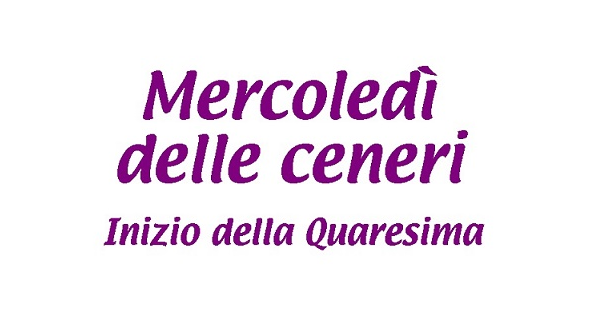 Mercoledì
delle ceneri
Inizio della Quaresima